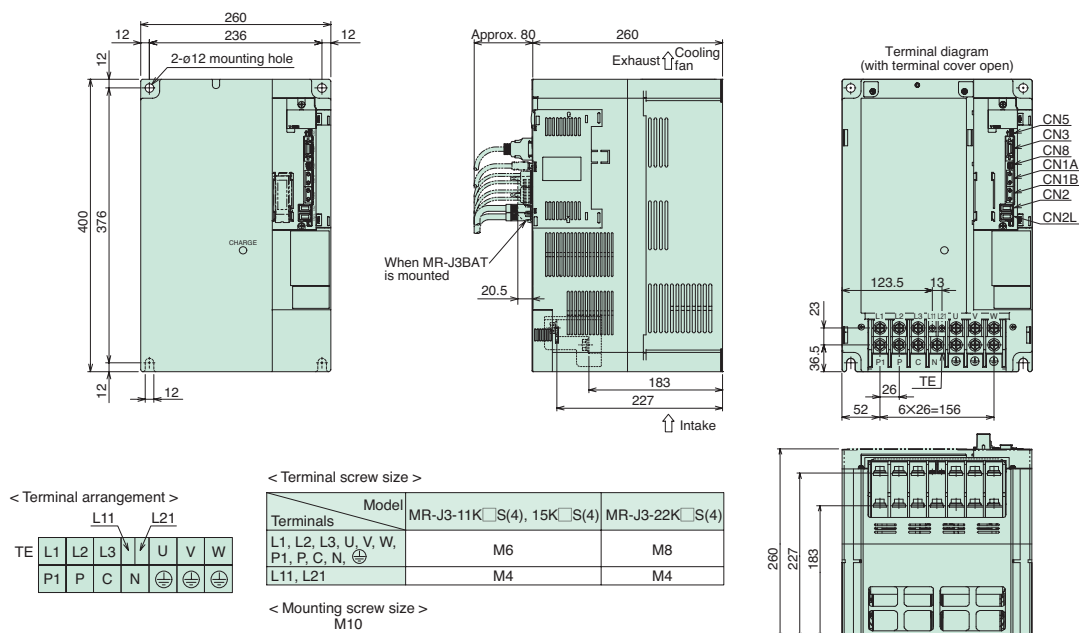 260
12
236
12
12
2-ø12 mounting hole
400
376
CHARGE
12
12
Approx. 80
260
Exhaust
Cooling
fan
When MR-J3BAT
is mounted
20.5
183
227
Intake
Terminal diagram
(with terminal cover open)
CN5
CN3
CN8
CN1A
CN1B
CN2
CN2L
123.5
13
23
36.5
L1 L2 L3 L11 L21 U V W
P1 P C N
TE
26
52
6×26=156
260
227
183
< Terminal arrangement >
L11 L21
TE L1 L2 L3 U V W
P1 P C N
< Terminal screw size >
Model
Terminals
MR-J3-11K□S(4), 15K□S(4)
MR-J3-22K□S(4)
L1, L2, L3, U, V, W,
P1, P, C, N, ⏚
M6
M8
L11, L21
M4
M4
< Mounting screw size >
M10